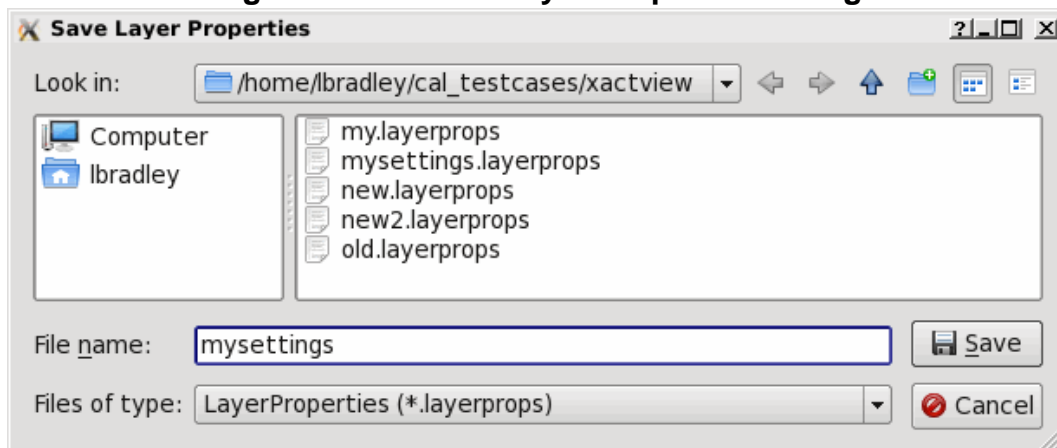 Save Layer Properties
Look in: /home/lbradley/cal_testcases/xactview
Computer
lbradley
my.layerprops
mysettings.layerprops
new.layerprops
new2.layerprops
old.layerprops
File name: mysettings Save
Files of type: LayerProperties (*.layerprops) Cancel